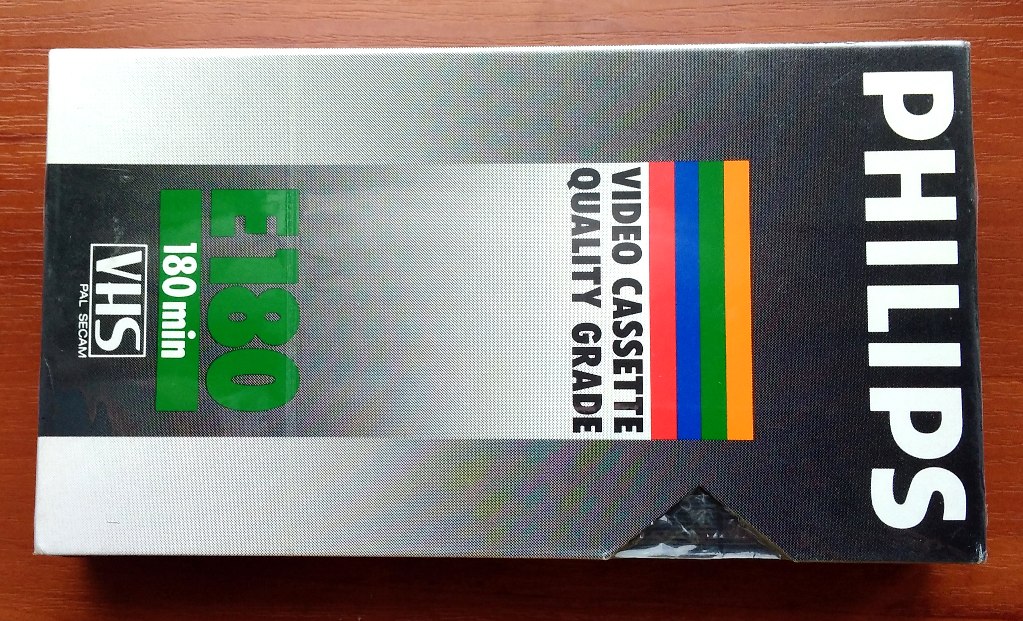 PHILIPS
VIDEO CASSETTE
QUALITY GRADE
E180
180 min
VHS
PAL SECAM